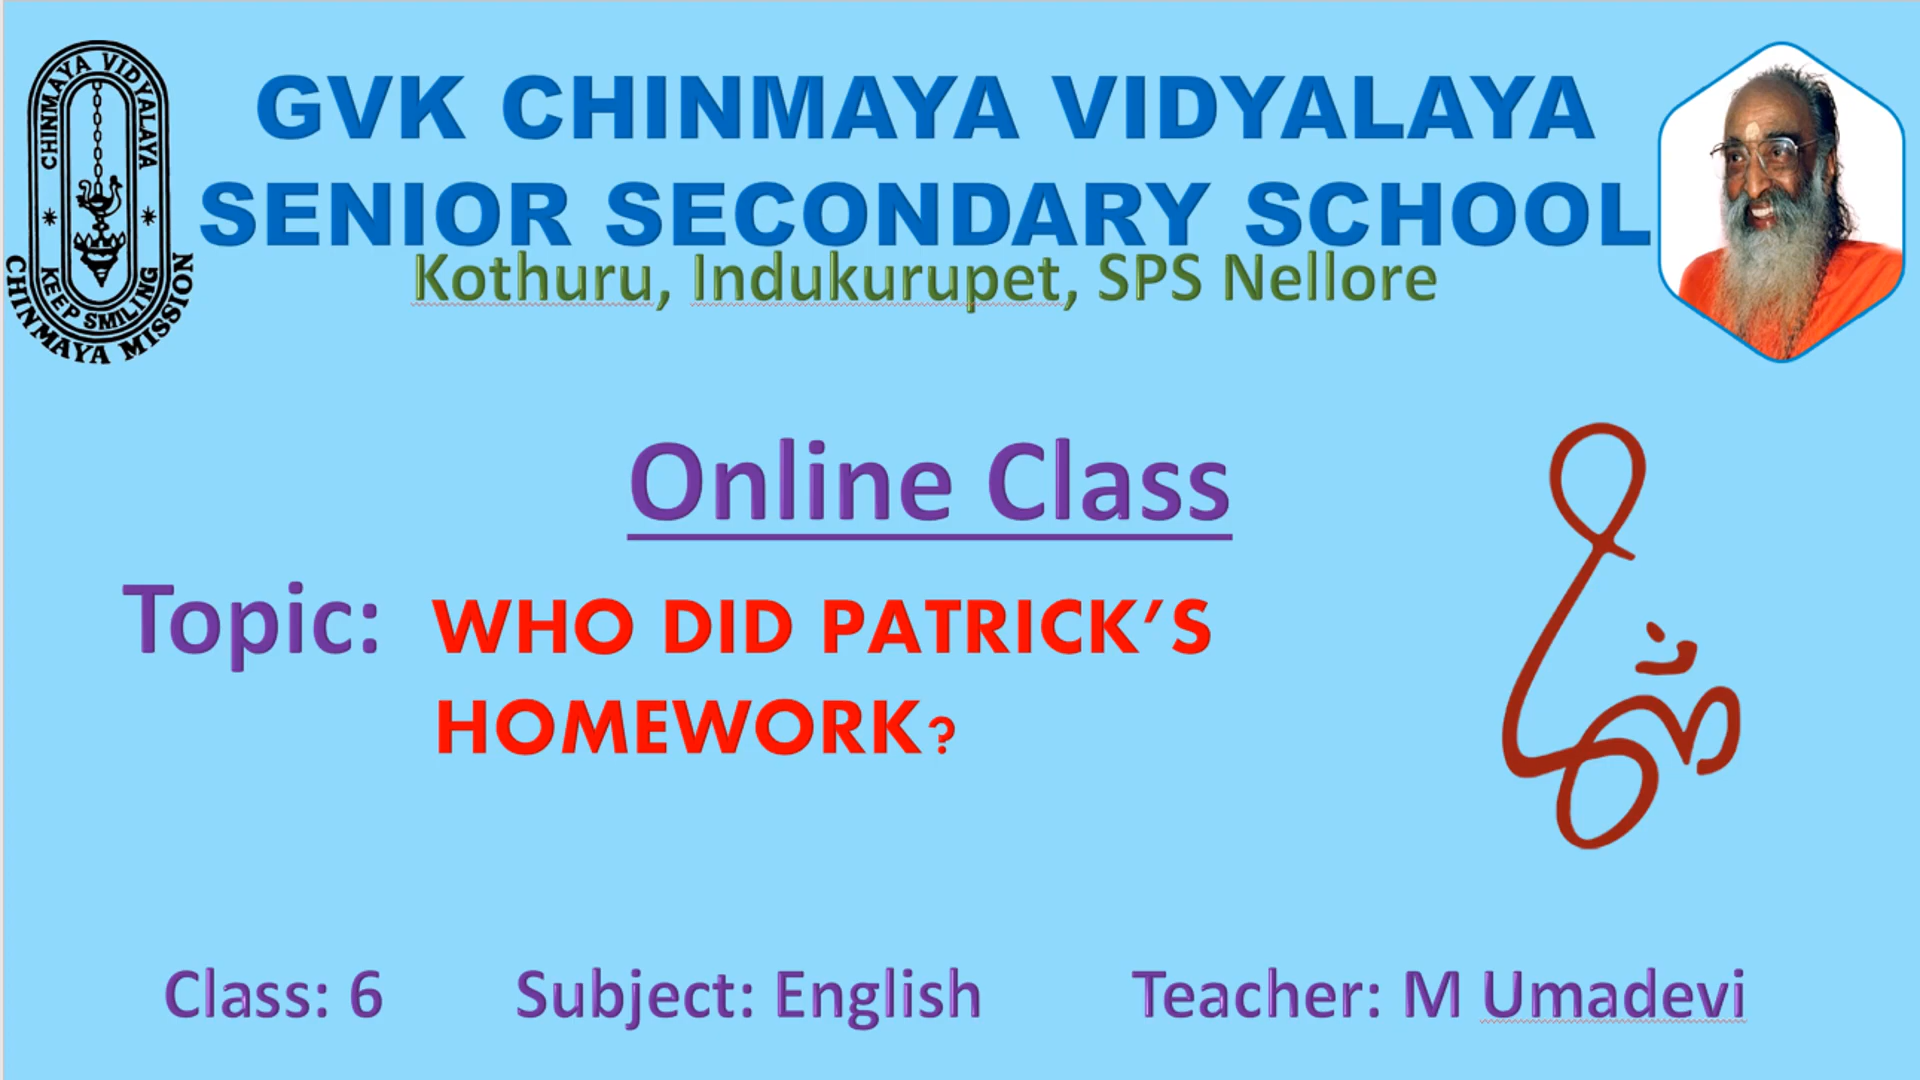 CHINMAYA VIDYALAYA
KEEP SMILING
CHINMAYA MISSION
GVK CHINMAYA VIDYALAYA
SENIOR SECONDARY SCHOOL
Kothuru, Indukurupet, SPS Nellore
Online Class
Topic: WHO DID PATRICK’S
HOMEWORK?
Class: 6 Subject: English Teacher: M Umadevi